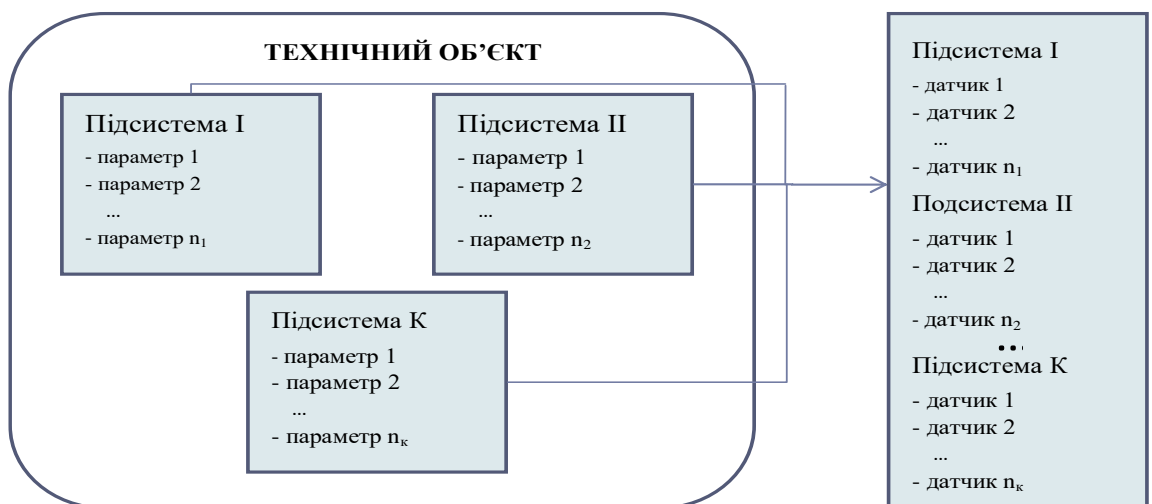 ТЕХНІЧНИЙ ОБ’ЄКТ
Підсистема I
- параметр 1
- параметр 2
...
- параметр n₁
Підсистема II
- параметр 1
- параметр 2
...
- параметр n₂
Підсистема К
- параметр 1
- параметр 2
...
- параметр nк
Підсистема I
- датчик 1
- датчик 2
...
- датчик n₁
Подсистема II
- датчик 1
- датчик 2
...
- датчик n₂
...
Підсистема К
- датчик 1
- датчик 2
...
- датчик nк